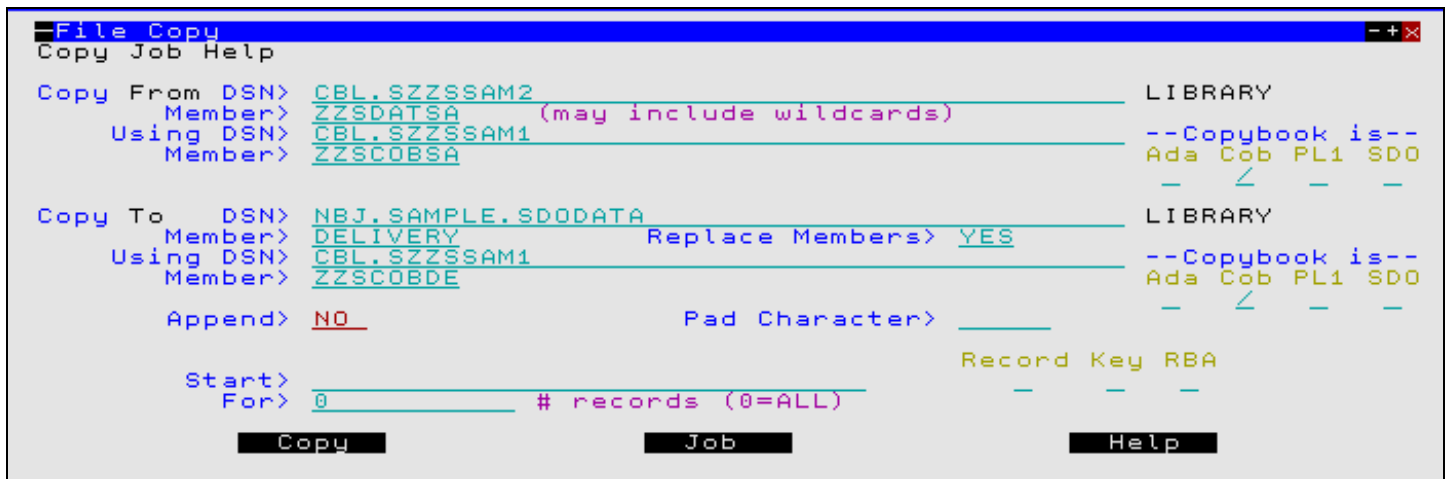 File Copy - + x
Copy Job Help
Copy From DSN> CBL.SZZSSAM2 LIBRARY
Member> ZZSDATSA (may include wildcards)
Using DSN> CBL.SZZSSAM1 --Copybook is--
Member> ZZSCOBSA Ada Cob PL1 SDO
_ / _ _
Copy To DSN> NBJ.SAMPLE.SDODATA LIBRARY
Member> DELIVERY Replace Members> YES
Using DSN> CBL.SZZSSAM1 --Copybook is--
Member> ZZSCOBDE Ada Cob PL1 SDO
_ / _ _
Append> NO Pad Character>
Record Key RBA
Start> _ _ _
For> 0 # records (0=ALL)
Copy Job Help